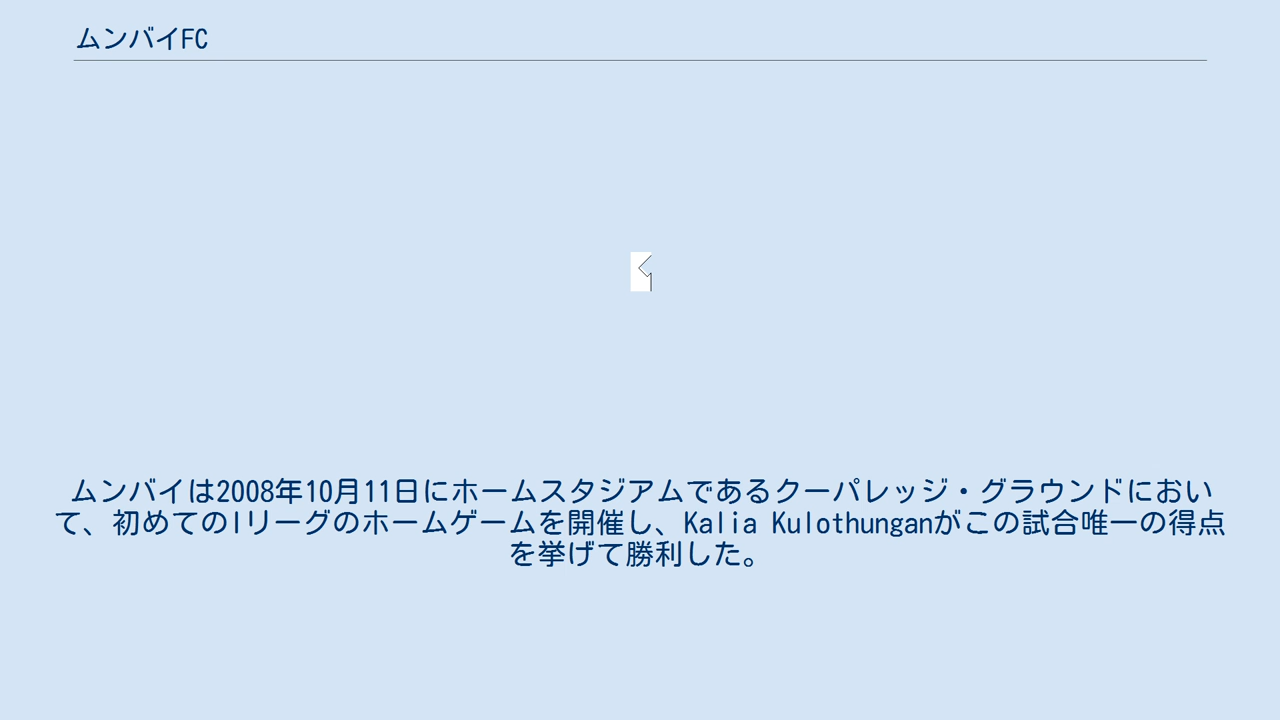 ムンバイFC
ムンバイは2008年10月11日にホームスタジアムであるクーパレッジ・グラウンドにおい
て、初めてのIリーグのホームゲームを開催し、Kalia Kulothunganがこの試合唯一の得点
を挙げて勝利した。